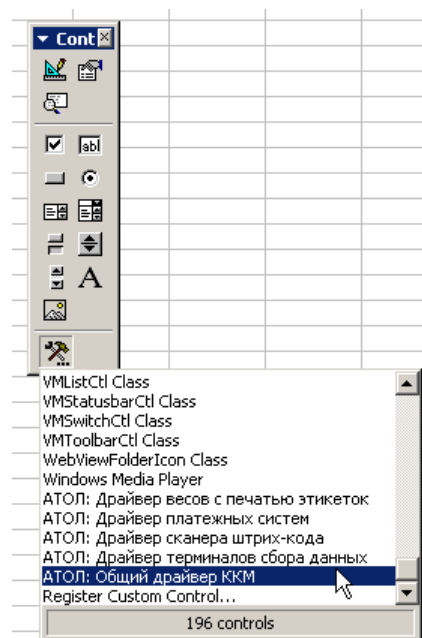 Cont
abl
A
VMListCtl Class
VMStatusbarCtl Class
VMSwitchCtl Class
VMToolbarCtl Class
WebViewFolderIcon Class
Windows Media Player
АТОЛ: Драйвер весов с печатью этикеток
АТОЛ: Драйвер платежных систем
АТОЛ: Драйвер сканера штрих-кода
АТОЛ: Драйвер терминалов сбора данных
АТОЛ: Общий драйвер ККМ
Register Custom Control...
196 controls